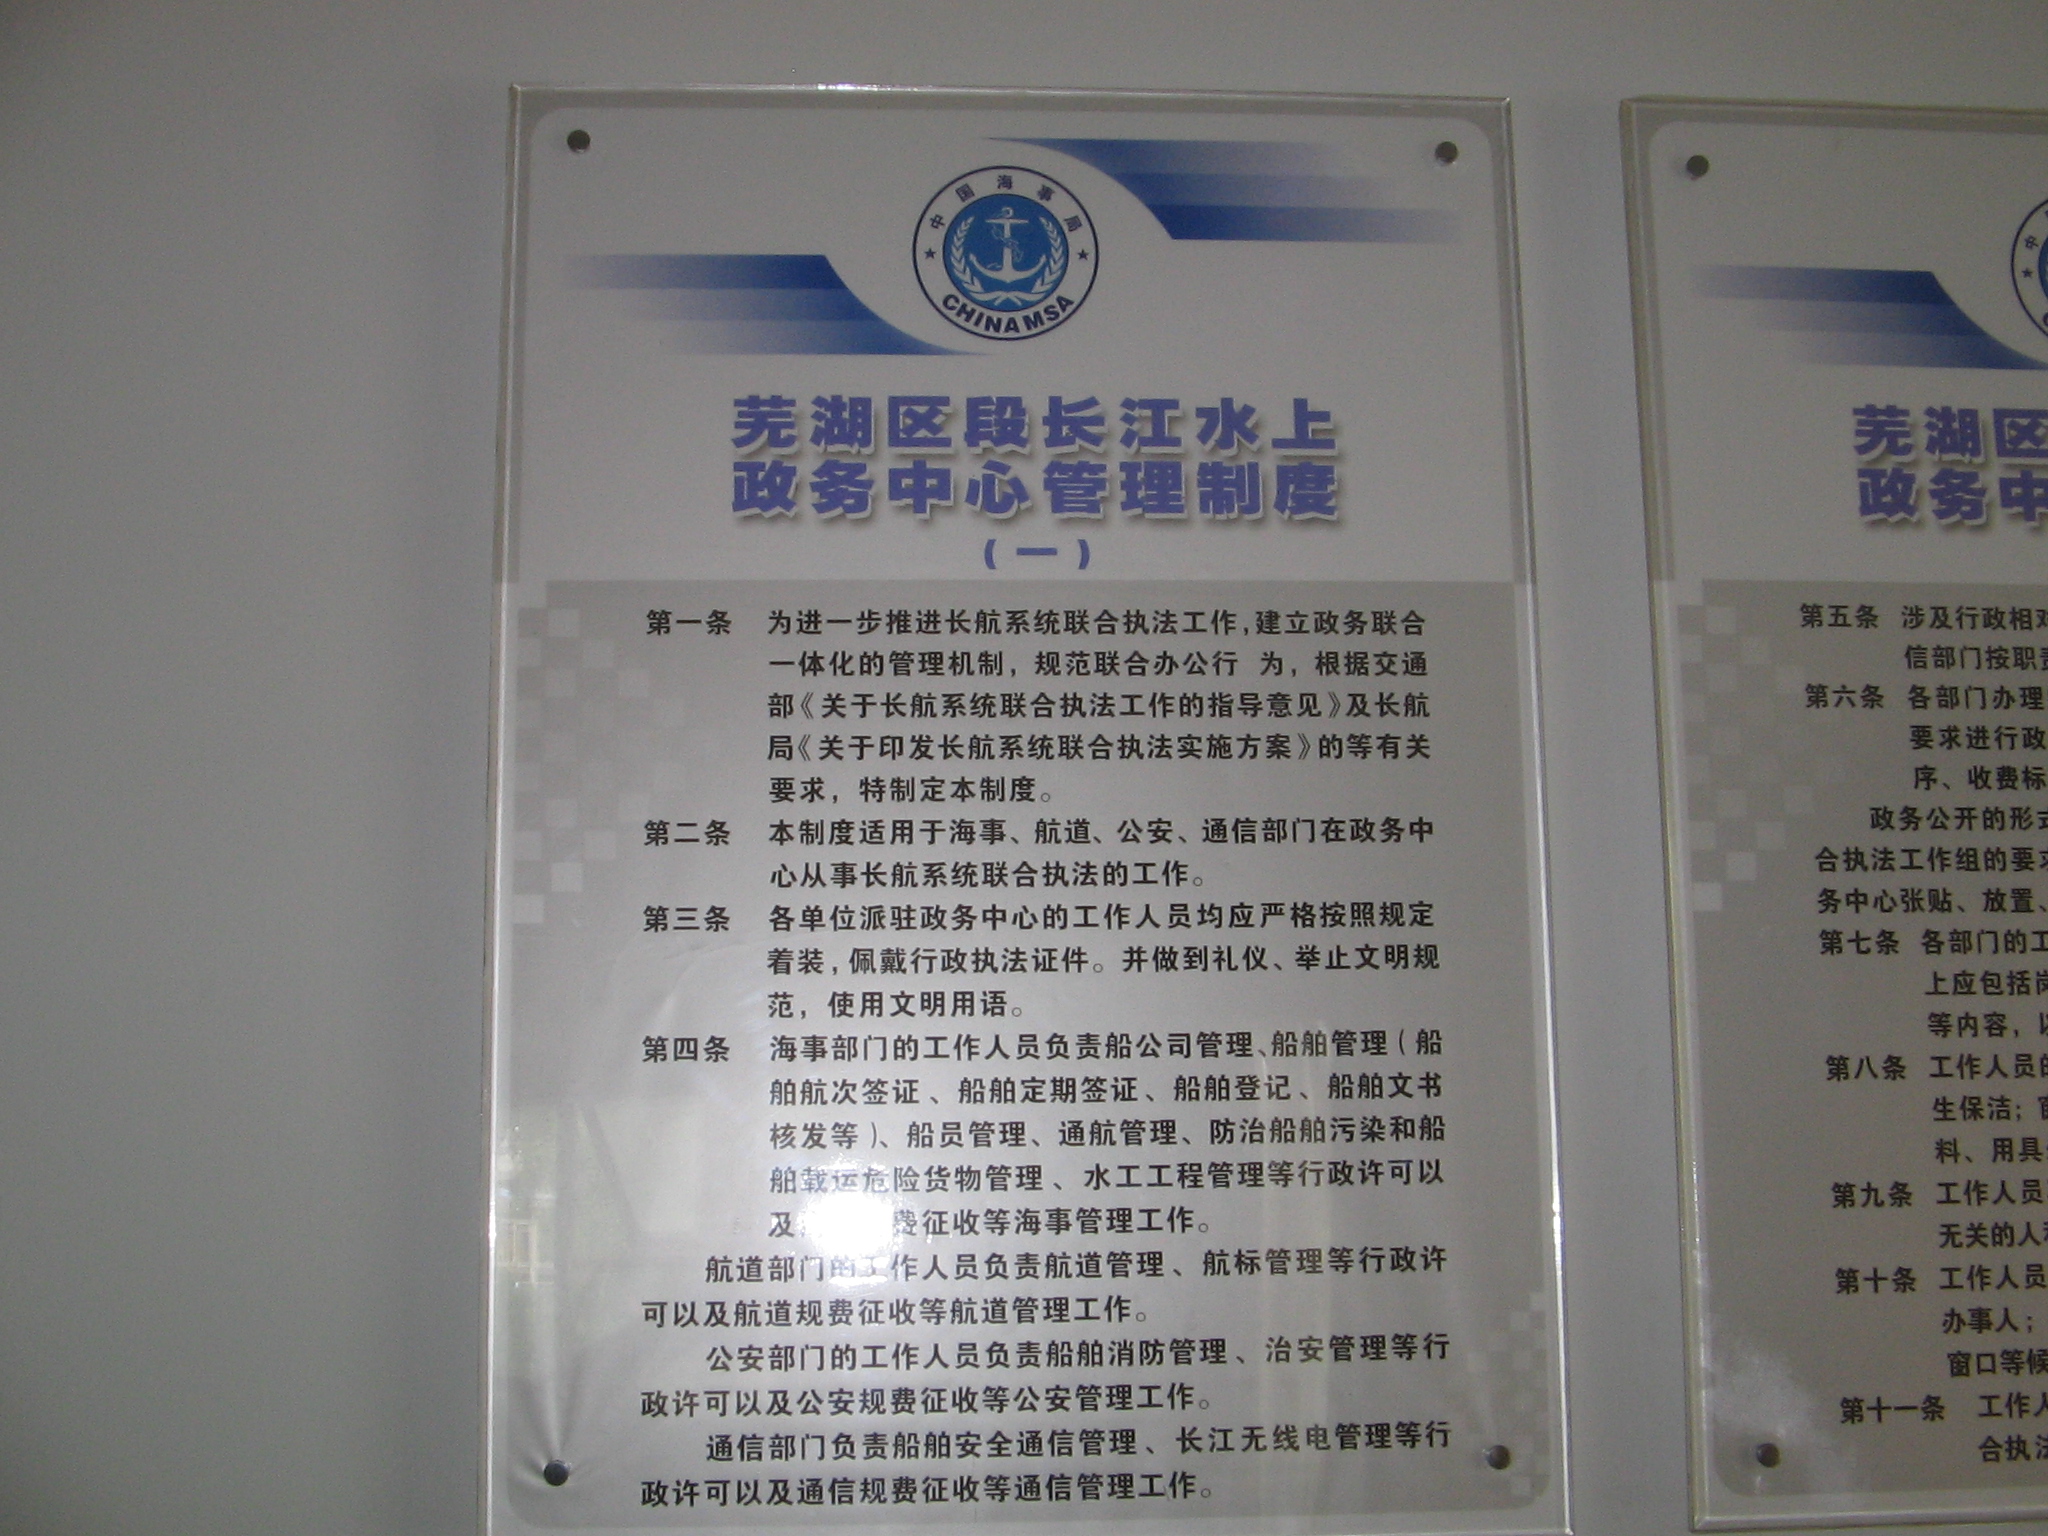 中国海事局
CHINAMSA
芜湖区段长江水上
政务中心管理制度
（一）
第一条 为进一步推进长航系统联合执法工作,建立政务联合
一体化的管理机制，规范联合办公行 为，根据交通
部《关于长航系统联合执法工作的指导意见》及长航
局《关于印发长航系统联合执法实施方案》的等有关
要求，特制定本制度。
第二条 本制度适用于海事、航道、公安、通信部门在政务中
心从事长航系统联合执法的工作。
第三条 各单位派驻政务中心的工作人员均应严格按照规定
着装,佩戴行政执法证件。并做到礼仪、举止文明规
范，使用文明用语。
第四条 海事部门的工作人员负责船公司管理、船舶管理（船
舶航次签证、船舶定期签证、船舶登记、船舶文书
核发等）、船员管理、通航管理、防治船舶污染和船
舶载运危险货物管理、水工工程管理等行政许可以
及 费征收等海事管理工作。
航道部门的工作人员负责航道管理、航标管理等行政许
可以及航道规费征收等航道管理工作。
公安部门的工作人员负责船舶消防管理、治安管理等行
政许可以及公安规费征收等公安管理工作。
通信部门负责船舶安全通信管理、长江无线电管理等行
政许可以及通信规费征收等通信管理工作。
中
芜湖区
政务中
第五条 涉及行政相对
信部门按职责
第六条 各部门办理
要求进行政
序、收费标
政务公开的形式
合执法工作组的要求
务中心张贴、放置、
第七条 各部门的工
上应包括岗
等内容，以
第八条 工作人员的
生保洁；窗
料、用具
第九条 工作人员
无关的人和
第十条 工作人员
办事人；
窗口等候
第十一条 工作人
合执法